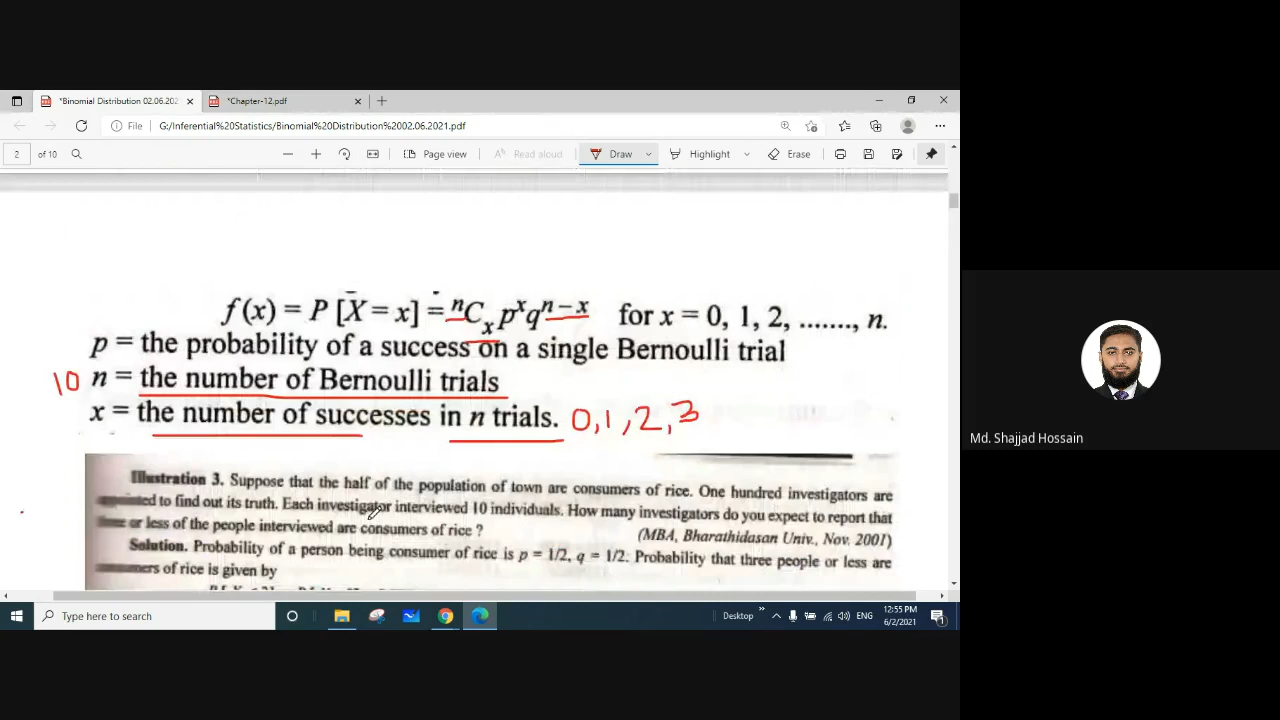 *Binomial Distribution 02.06.202
*Chapter-12.pdf
File
G:/Inferential%20Statistics/Binomial%20Distribution%2002.06.2021.pdf
2 of 10
Page view
Read aloud
Draw
Highlight
Erase
f(x) = P [X = x] = ⁿCₓ pˣqⁿ⁻ˣ for x = 0, 1, 2, ......., n.
p = the probability of a success on a single Bernoulli trial
10 n = the number of Bernoulli trials
x = the number of successes in n trials. 0,1,2,3
Illustration 3. Suppose that the half of the population of town are consumers of rice. One hundred investigators are
to find out its truth. Each investigator interviewed 10 individuals. How many investigators do you expect to report that
or less of the people interviewed are consumers of rice ?
(MBA, Bharathidasan Univ., Nov. 2001)
Solution. Probability of a person being consumer of rice is p = 1/2, q = 1/2. Probability that three people or less are
of rice is given by
Md. Shajjad Hossain
Type here to search
Desktop
ENG
12:55 PM
6/2/2021
1